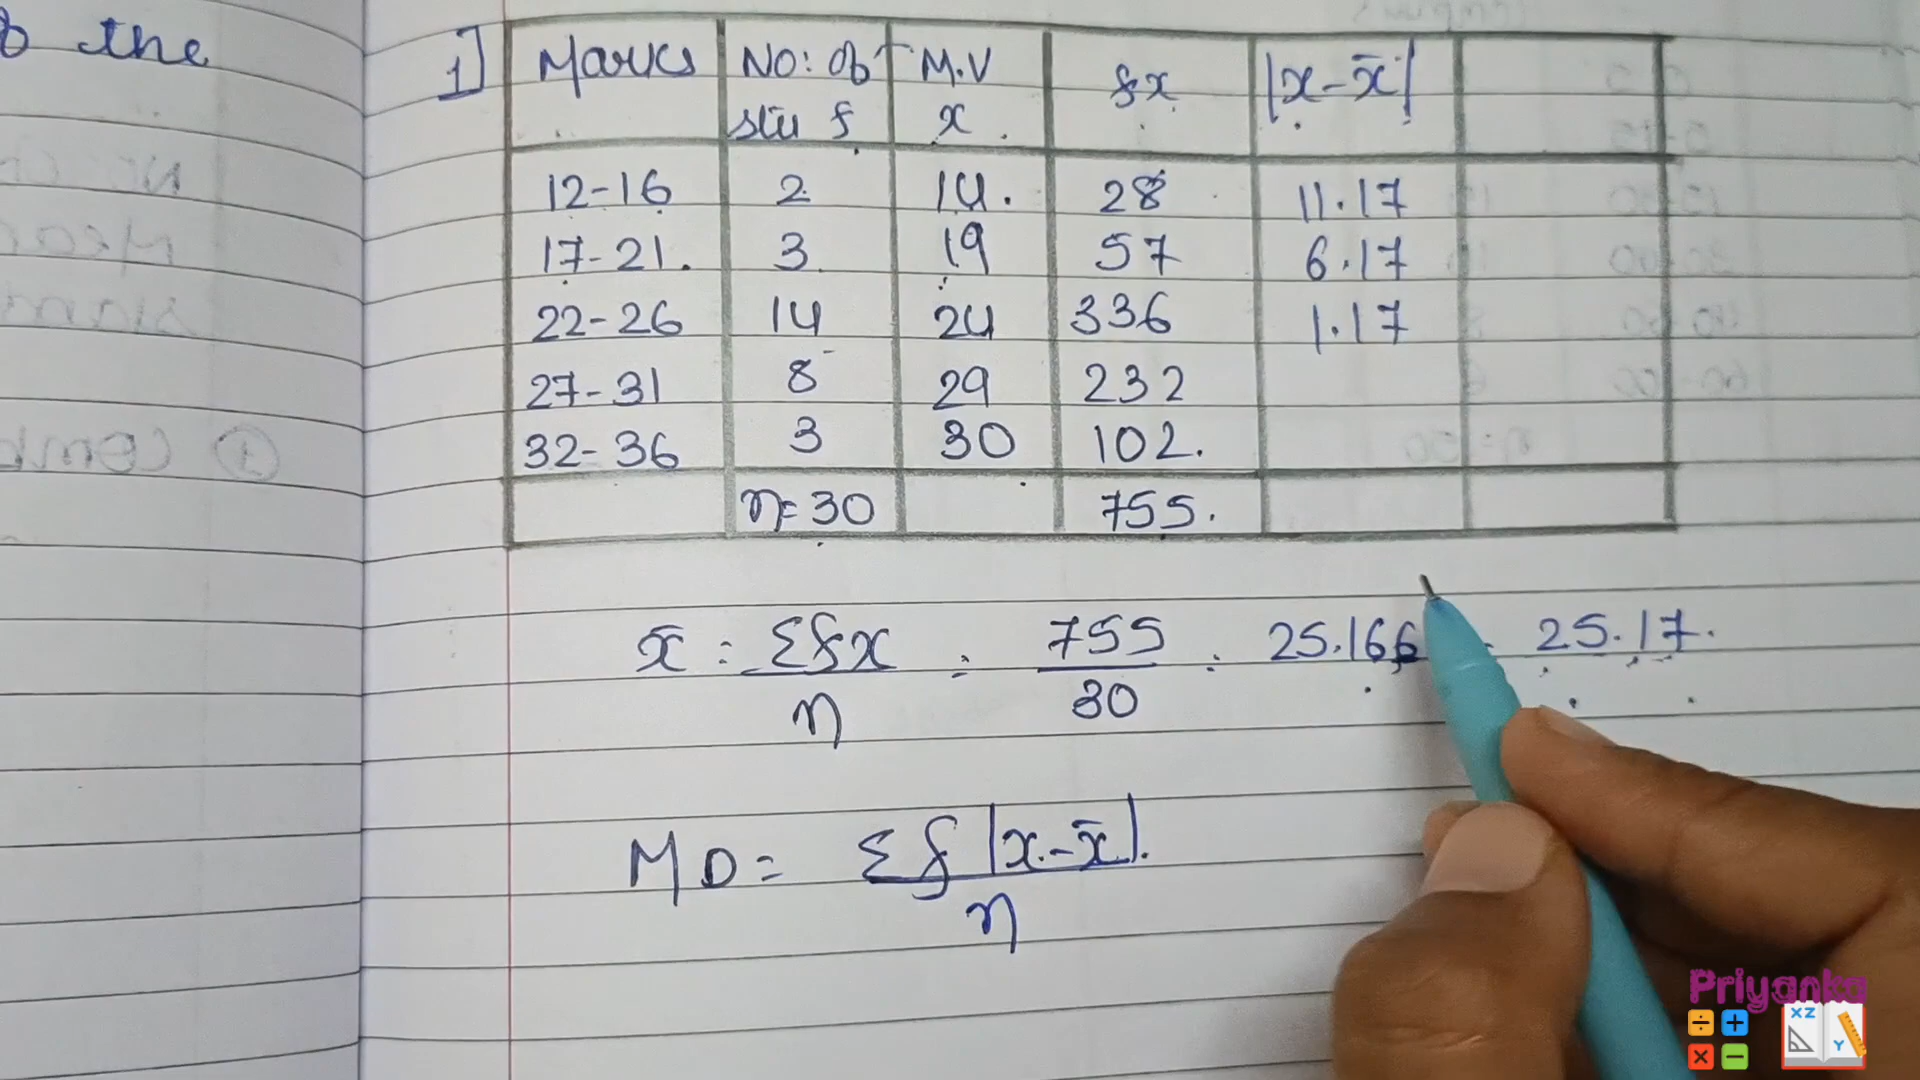 the
1] Marks No: of stu f M.V x fx |x-x̄|
12-16 2 14. 28 11.17
17-21. 3 19 57 6.17
22-26 14 24 336 1.17
27-31 8 29 232
32-36 3 30 102.
n=30 755.
x̄ = Σfx / n = 755 / 30 = 25.166 = 25.17.
MD = Σf|x-x̄|. / n
Priyanka
XZ
Y